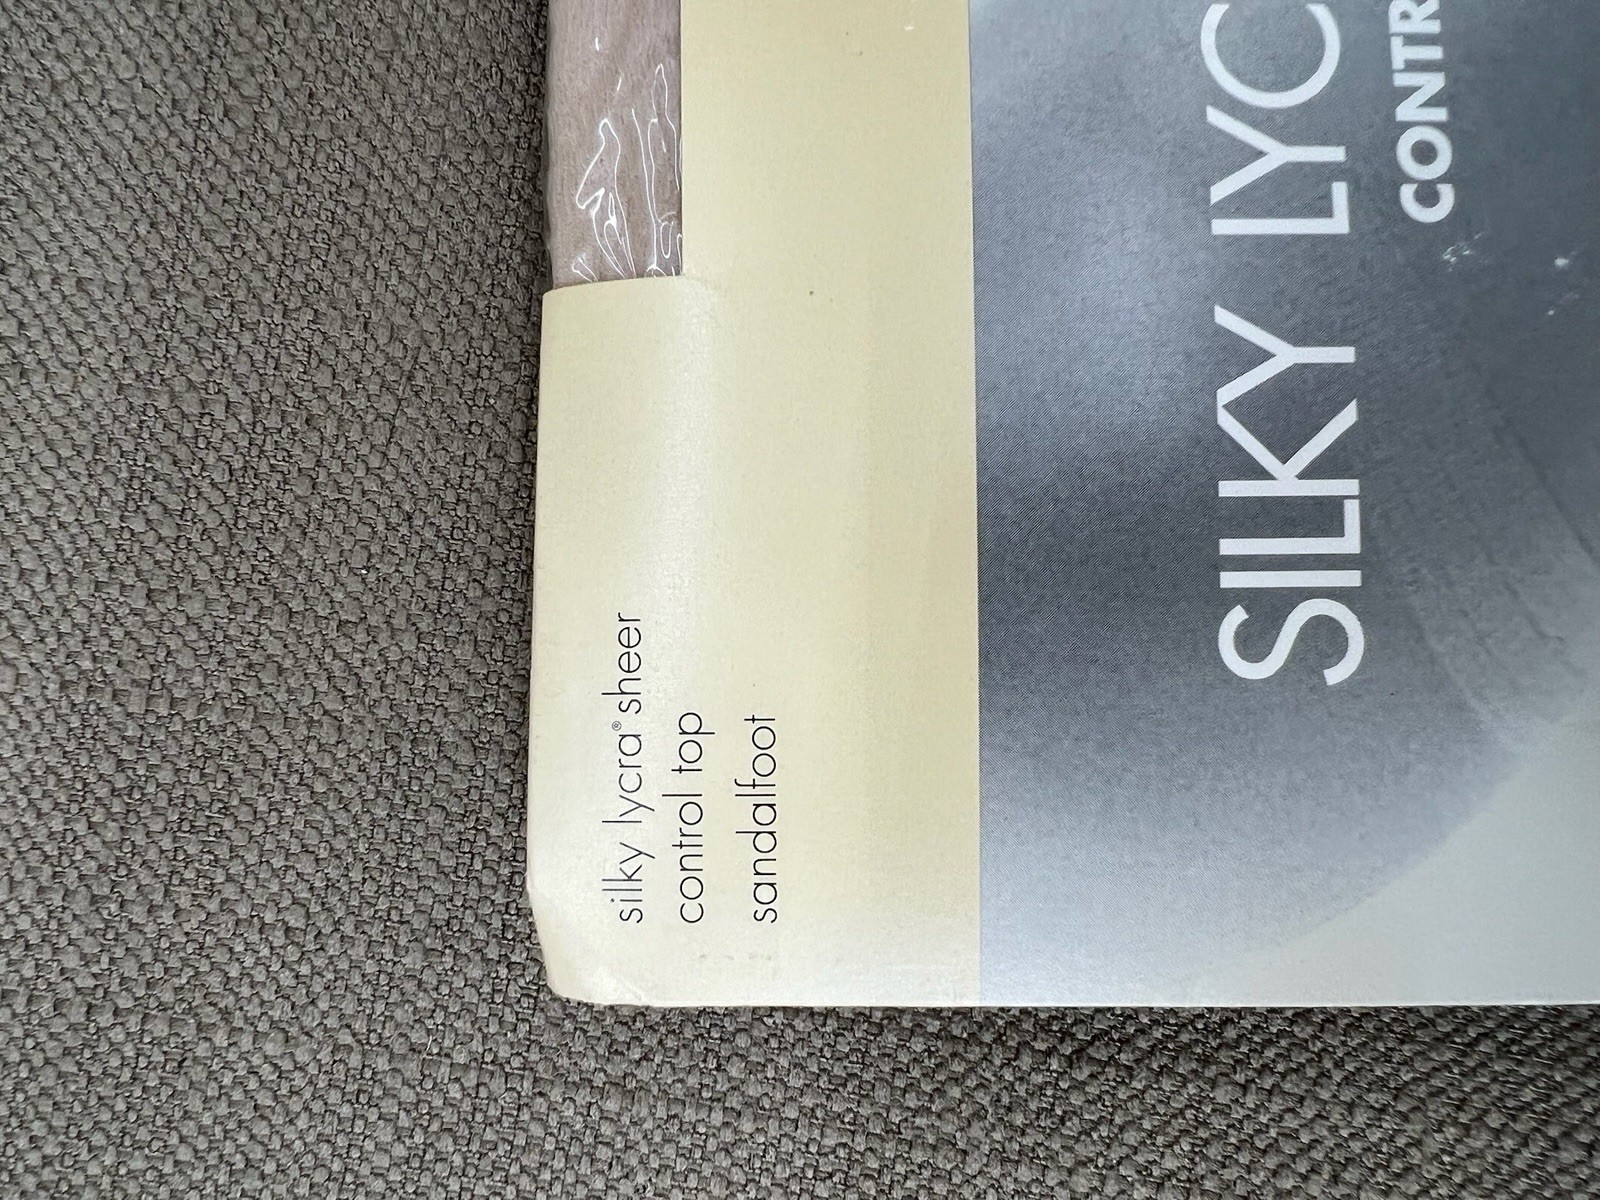 silky lycra® sheer
control top
sandalfoot
SILKY LYC
CONTR